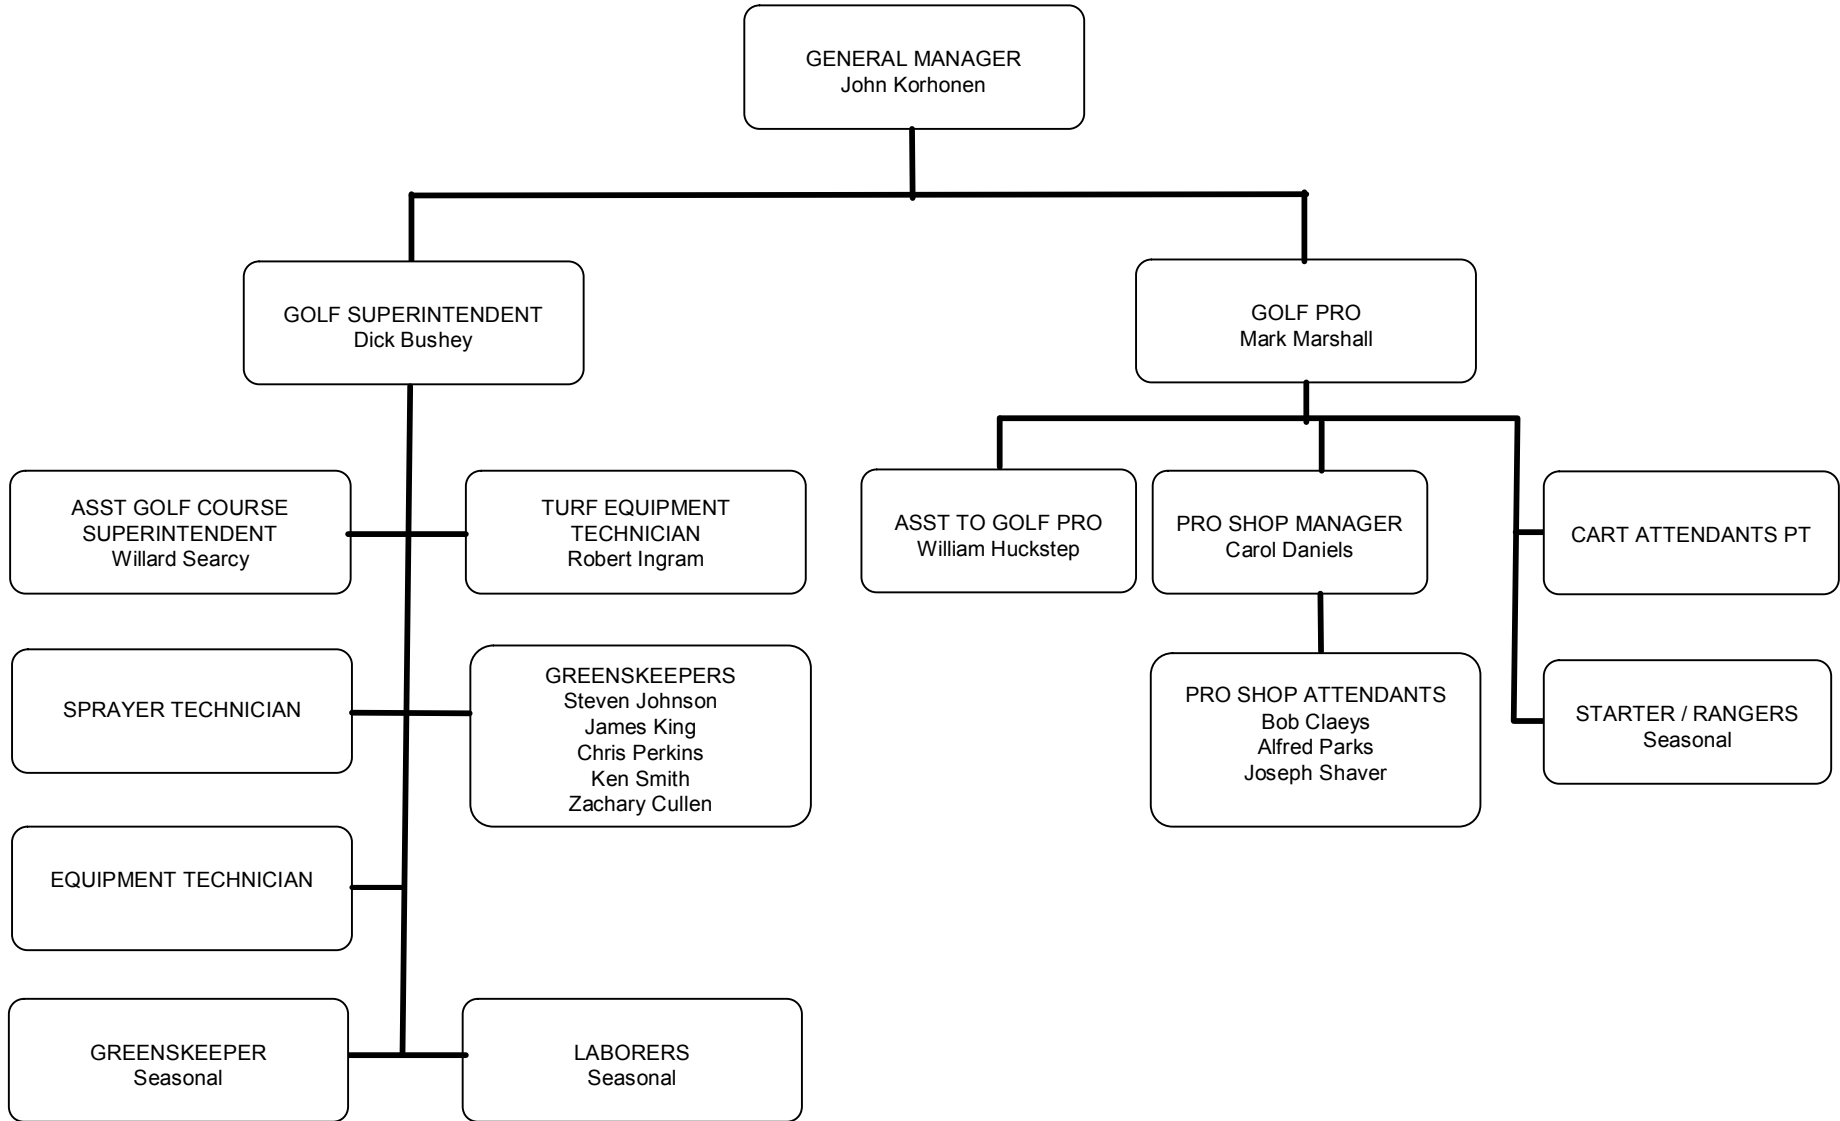 GENERAL MANAGER
John Korhonen
GOLF SUPERINTENDENT
Dick Bushey
GOLF PRO
Mark Marshall
ASST GOLF COURSE
SUPERINTENDENT
Willard Searcy
TURF EQUIPMENT
TECHNICIAN
Robert Ingram
ASST TO GOLF PRO
William Huckstep
PRO SHOP MANAGER
Carol Daniels
CART ATTENDANTS PT
SPRAYER TECHNICIAN
GREENSKEEPERS
Steven Johnson
James King
Chris Perkins
Ken Smith
Zachary Cullen
PRO SHOP ATTENDANTS
Bob Claeys
Alfred Parks
Joseph Shaver
STARTER / RANGERS
Seasonal
EQUIPMENT TECHNICIAN
GREENSKEEPER
Seasonal
LABORERS
Seasonal